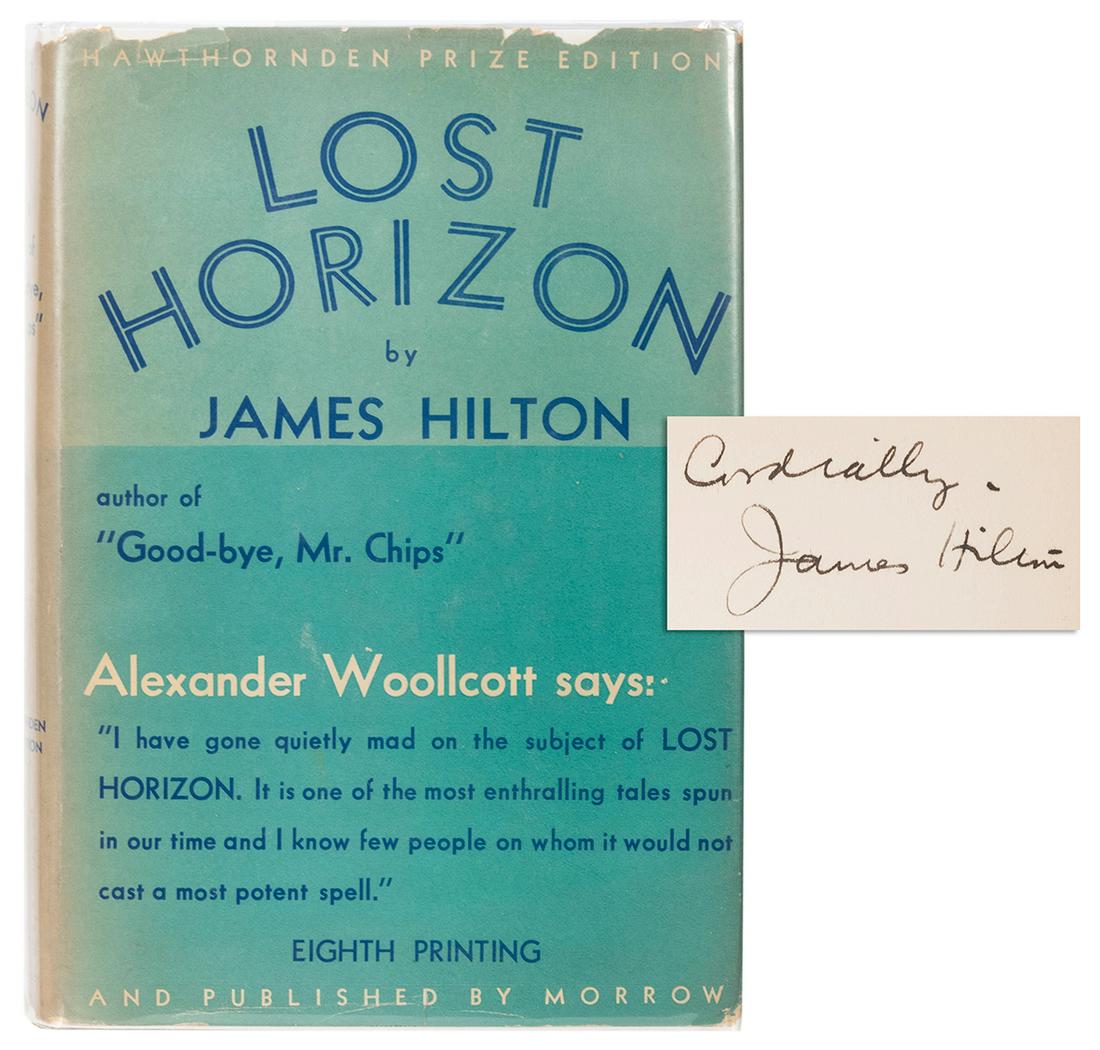 HAWTHORNDEN PRIZE EDITION
LOST
HORIZON
by
JAMES HILTON
author of
"Good-bye, Mr. Chips"
Alexander Woollcott says:
"I have gone quietly mad on the subject of LOST
HORIZON. It is one of the most enthralling tales spun
in our time and I know few people on whom it would not
cast a most potent spell."
EIGHTH PRINTING
AND PUBLISHED BY MORROW
Cordially.
James Hilton